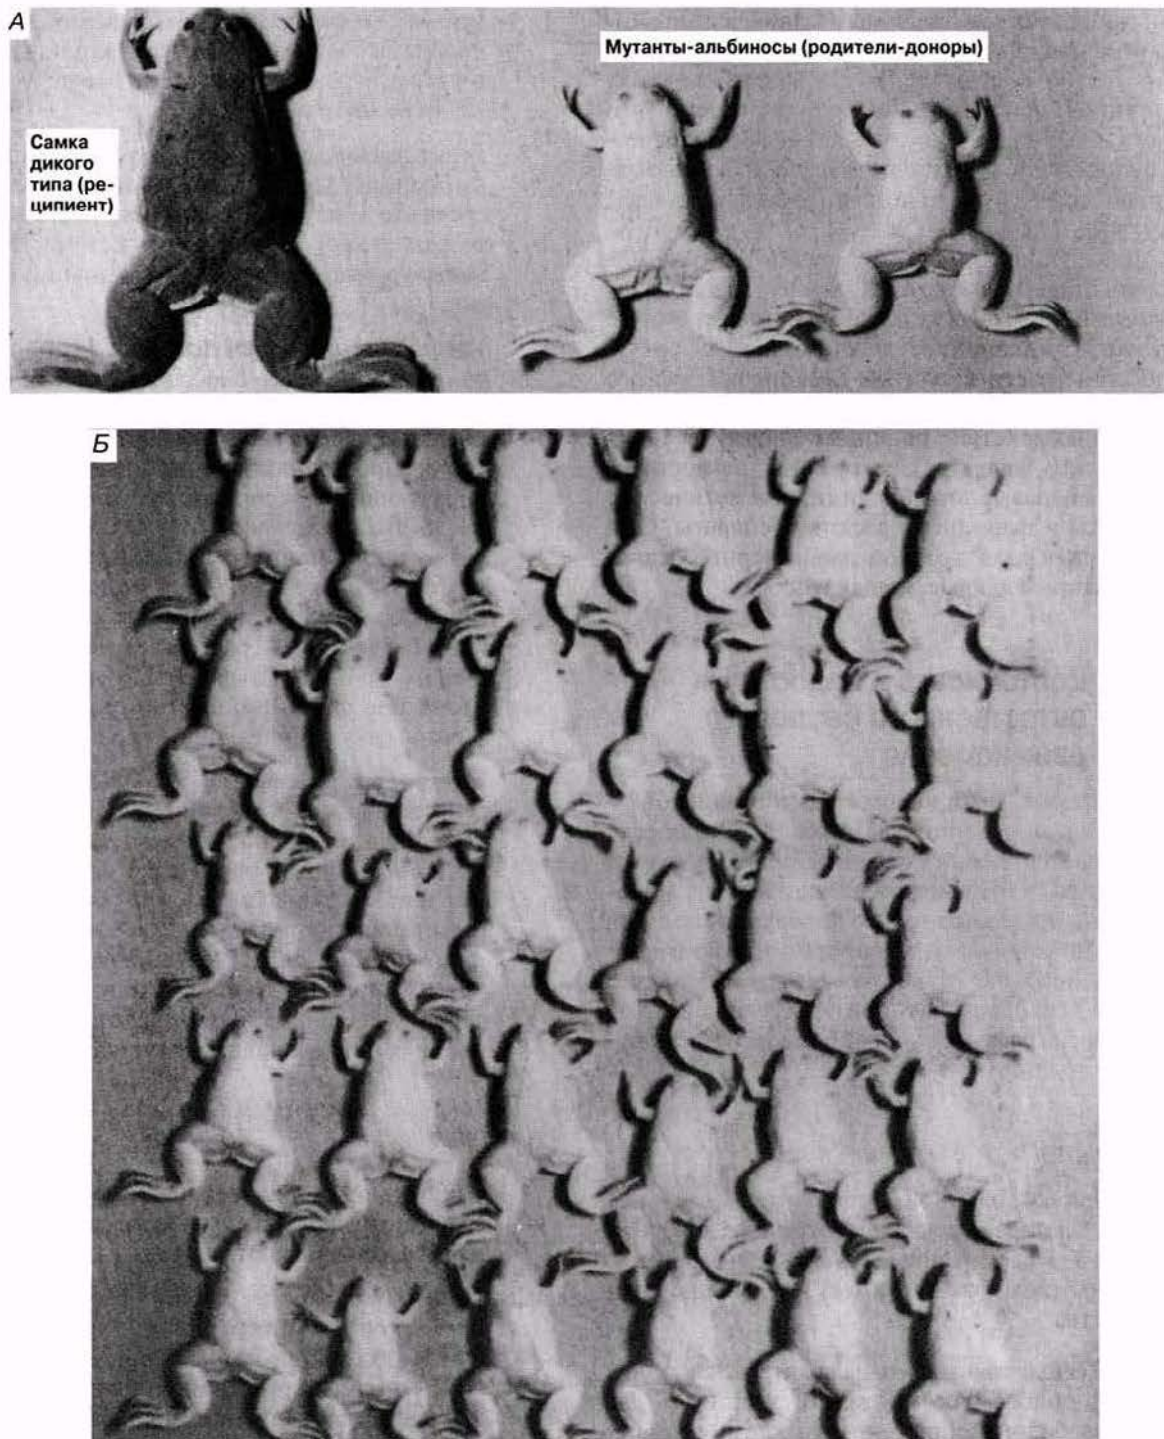 А
Мутанты-альбиносы (родители-доноры)
Самка
дикого
типа (ре-
ципиент)
Б